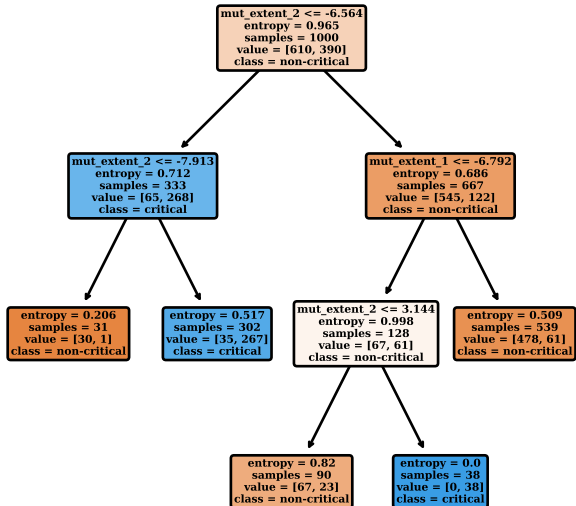 mut_extent_2 <= -6.564
entropy = 0.965
samples = 1000
value = [610, 390]
class = non-critical
mut_extent_2 <= -7.913
entropy = 0.712
samples = 333
value = [65, 268]
class = critical
mut_extent_1 <= -6.792
entropy = 0.686
samples = 667
value = [545, 122]
class = non-critical
entropy = 0.206
samples = 31
value = [30, 1]
class = non-critical
entropy = 0.517
samples = 302
value = [35, 267]
class = critical
mut_extent_2 <= 3.144
entropy = 0.998
samples = 128
value = [67, 61]
class = non-critical
entropy = 0.509
samples = 539
value = [478, 61]
class = non-critical
entropy = 0.82
samples = 90
value = [67, 23]
class = non-critical
entropy = 0.0
samples = 38
value = [0, 38]
class = critical